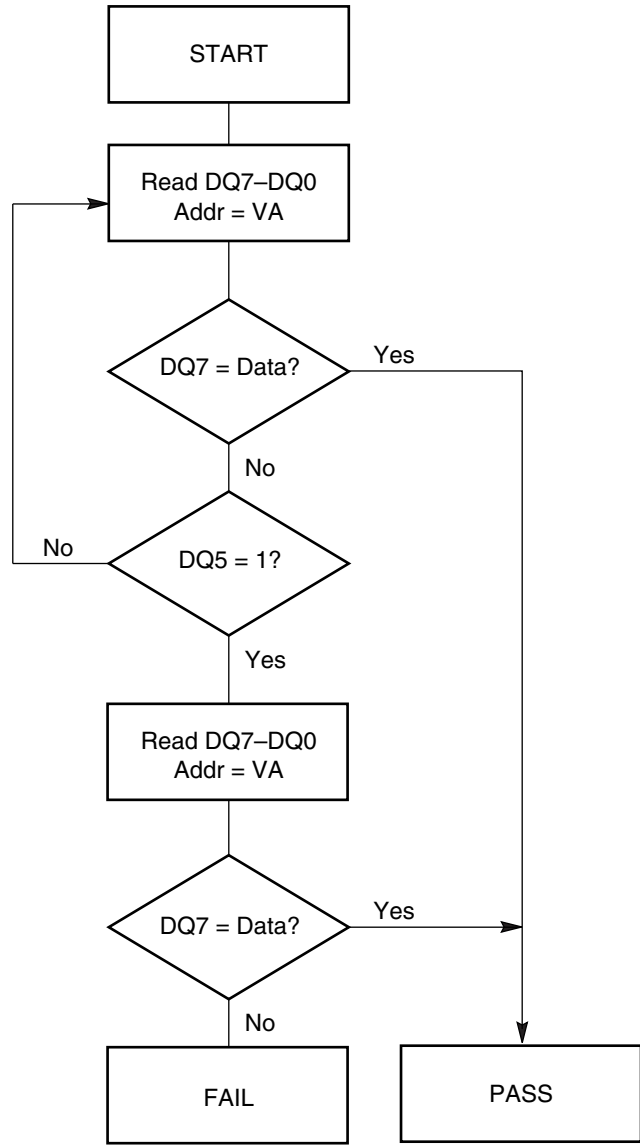 START
Read DQ7–DQ0
Addr = VA
DQ7 = Data?
Yes
No
DQ5 = 1?
No
Yes
Read DQ7–DQ0
Addr = VA
DQ7 = Data?
Yes
No
FAIL
PASS